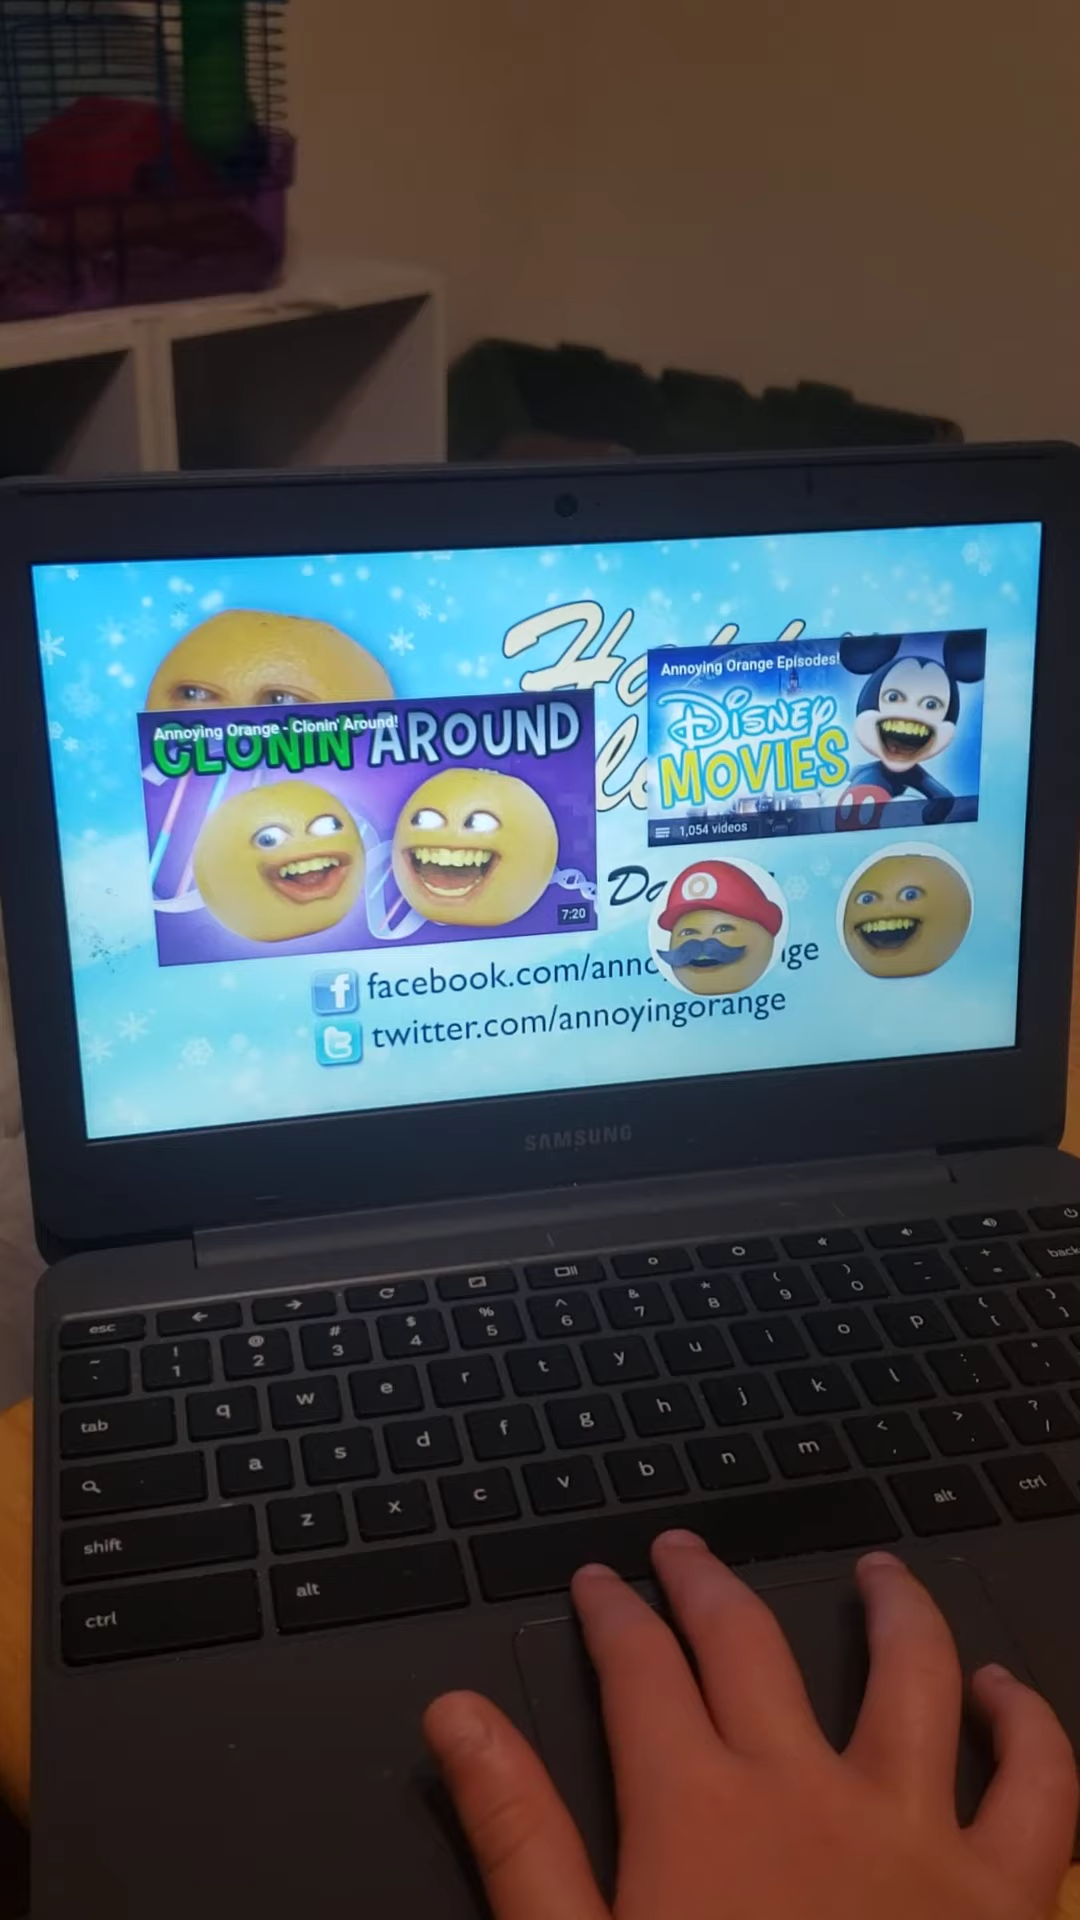 Annoying Orange - Clonin' Around!
CLONIN' AROUND
7:20
Annoying Orange Episodes!
Disney
MOVIES
1,054 videos
facebook.com/anno
ge
twitter.com/annoyingorange
SAMSUNG
esc
~ ! 1 @ 2 # 3 $ 4 % 5 ^ 6 & 7 * 8 ( 9 ) 0 - + = back
tab q w e r t y u i o p
a s d f g h j k l : ; "
shift z x c v b n m < , > . ? /
ctrl alt alt ctrl